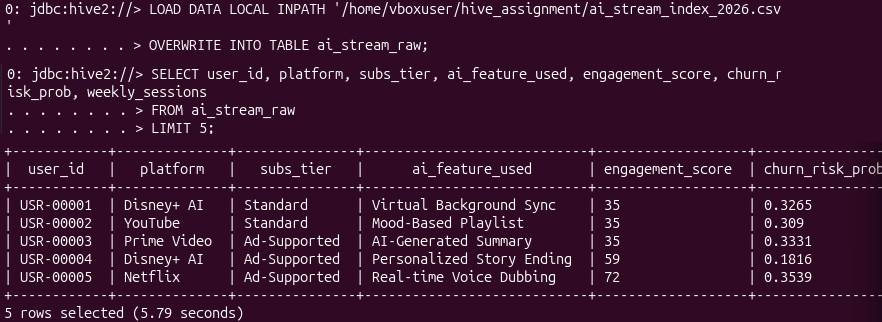 0: jdbc:hive2://> LOAD DATA LOCAL INPATH '/home/vboxuser/hive_assignment/ai_stream_index_2026.csv
'
. . . . . . . . > OVERWRITE INTO TABLE ai_stream_raw;
0: jdbc:hive2://> SELECT user_id, platform, subs_tier, ai_feature_used, engagement_score, churn_r
isk_prob, weekly_sessions
. . . . . . . . > FROM ai_stream_raw
. . . . . . . . > LIMIT 5;
+------------+--------------+---------------+----------------------------+-------------------+----------------
| user_id | platform | subs_tier | ai_feature_used | engagement_score | churn_risk_prob
+------------+--------------+---------------+----------------------------+-------------------+----------------
| USR-00001 | Disney+ AI | Standard | Virtual Background Sync | 35 | 0.3265
| USR-00002 | YouTube | Standard | Mood-Based Playlist | 35 | 0.309
| USR-00003 | Prime Video | Ad-Supported | AI-Generated Summary | 35 | 0.3331
| USR-00004 | Disney+ AI | Ad-Supported | Personalized Story Ending | 59 | 0.1816
| USR-00005 | Netflix | Ad-Supported | Real-time Voice Dubbing | 72 | 0.3539
+------------+--------------+---------------+----------------------------+-------------------+----------------
5 rows selected (5.79 seconds)